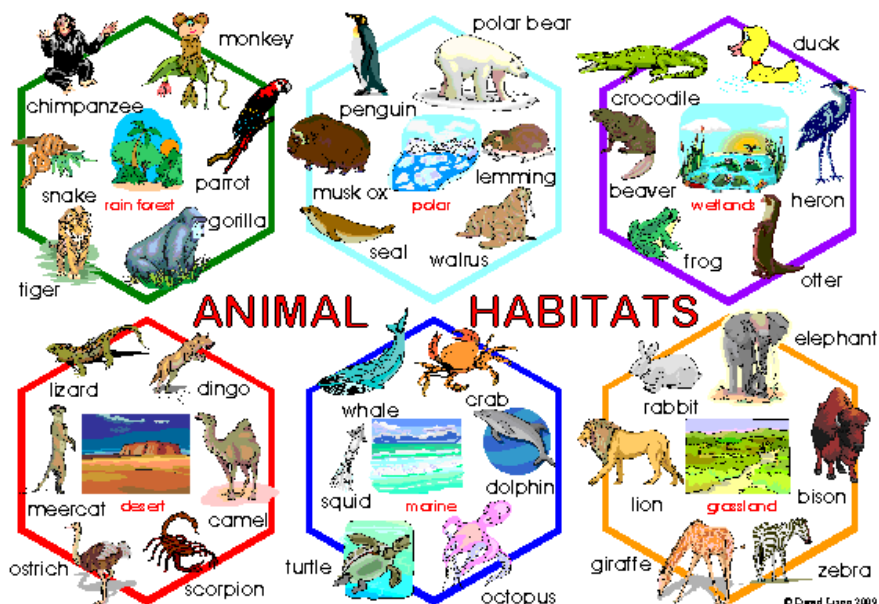 chimpanzee
monkey
snake
parrot
rain forest
tiger
gorilla
penguin
polar bear
musk ox
lemming
polar
seal
walrus
crocodile
duck
beaver
heron
wetlands
frog
otter
ANIMAL HABITATS
lizard
dingo
meercat
camel
desert
ostrich
scorpion
whale
crab
squid
dolphin
marine
turtle
octopus
rabbit
elephant
lion
bison
grassland
giraffe
zebra
© 2009